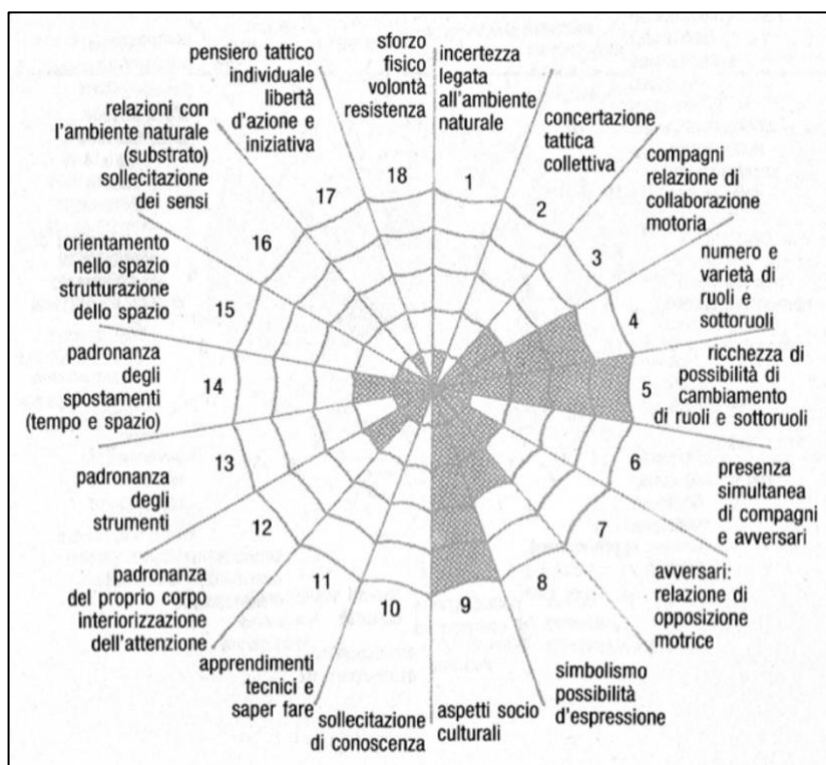 sforzo
fisico
volontà
resistenza
incertezza
legata
all'ambiente
naturale
concertazione
tattica
collettiva
compagni
relazione di
collaborazione
motoria
numero e
varietà di
ruoli e
sottoruoli
ricchezza di
possibilità di
cambiamento
di ruoli e sottoruoli
presenza
simultanea
di compagni
e avversari
avversari:
relazione di
opposizione
motrice
simbolismo
possibilità
d'espressione
aspetti socio
culturali
sollecitazione
di conoscenza
apprendimenti
tecnici e
saper fare
padronanza
del proprio corpo
interiorizzazione
dell'attenzione
padronanza
degli
strumenti
padronanza
degli
spostamenti
(tempo e spazio)
orientamento
nello spazio
strutturazione
dello spazio
relazioni con
l'ambiente naturale
(substrato)
sollecitazione
dei sensi
pensiero tattico
individuale
libertà
d'azione e
iniziativa
1
2
3
4
5
6
7
8
9
10
11
12
13
14
15
16
17
18